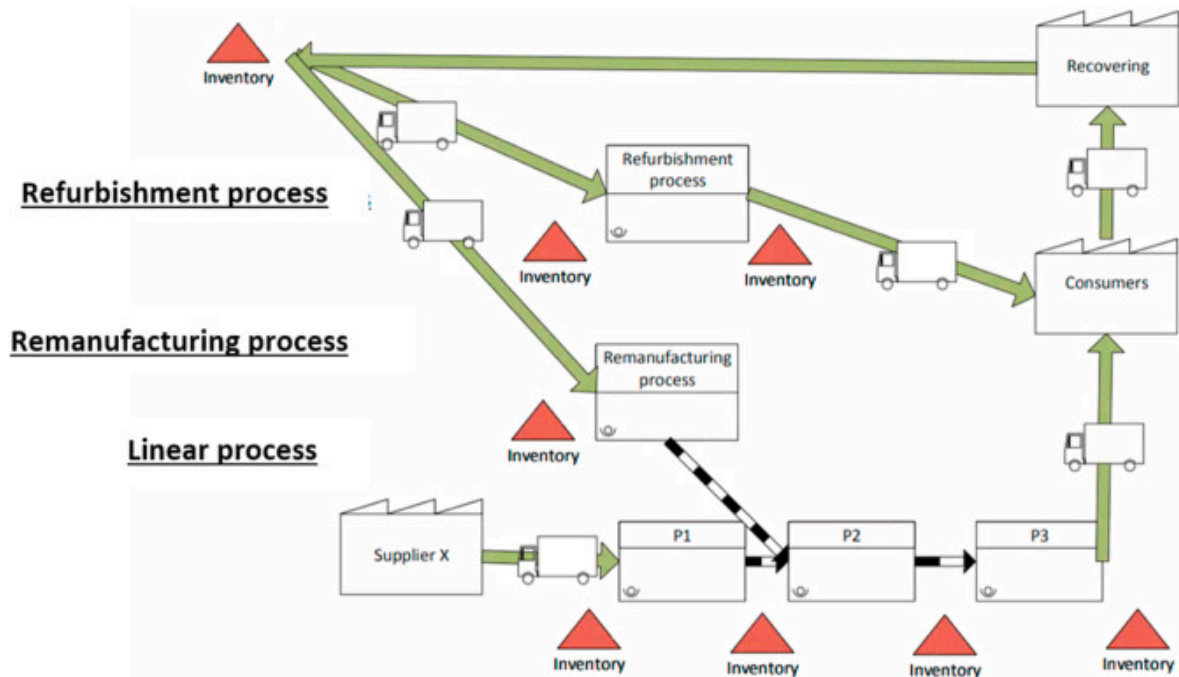 Inventory
Recovering
Refurbishment
process
Refurbishment process
Inventory
Inventory
Consumers
Remanufacturing process
Remanufacturing
process
Inventory
Linear process
Supplier X
P1
P2
P3
Inventory
Inventory
Inventory
Inventory